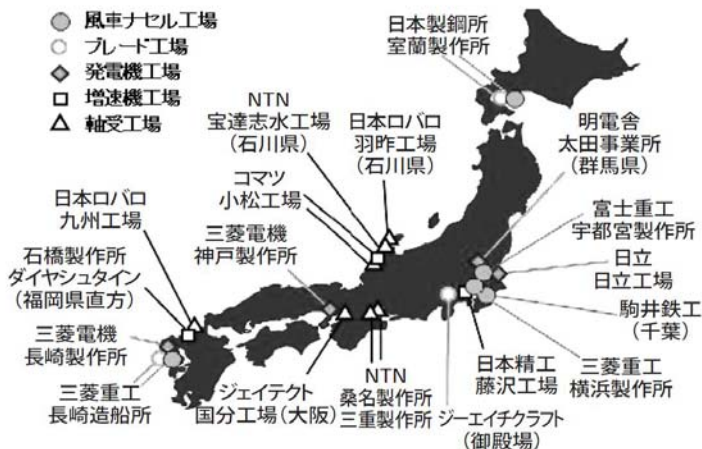 風車ナセル工場
ブレード工場
発電機工場
増速機工場
軸受工場
日本製鋼所
室蘭製作所
NTN
宝達志水工場
(石川県)
日本ロバロ
羽咋工場
(石川県)
明電舎
太田事業所
(群馬県)
コマツ
小松工場
日本ロバロ
九州工場
三菱電機
神戸製作所
富士重工
宇都宮製作所
石橋製作所
ダイヤシュタイン
(福岡県直方)
日立
日立工場
駒井鉄工
(千葉)
三菱電機
長崎製作所
三菱重工
長崎造船所
ジェイテクト
国分工場(大阪)
NTN
桑名製作所
三重製作所
日本精工
藤沢工場
三菱重工
横浜製作所
ジーエイチクラフト
(御殿場)